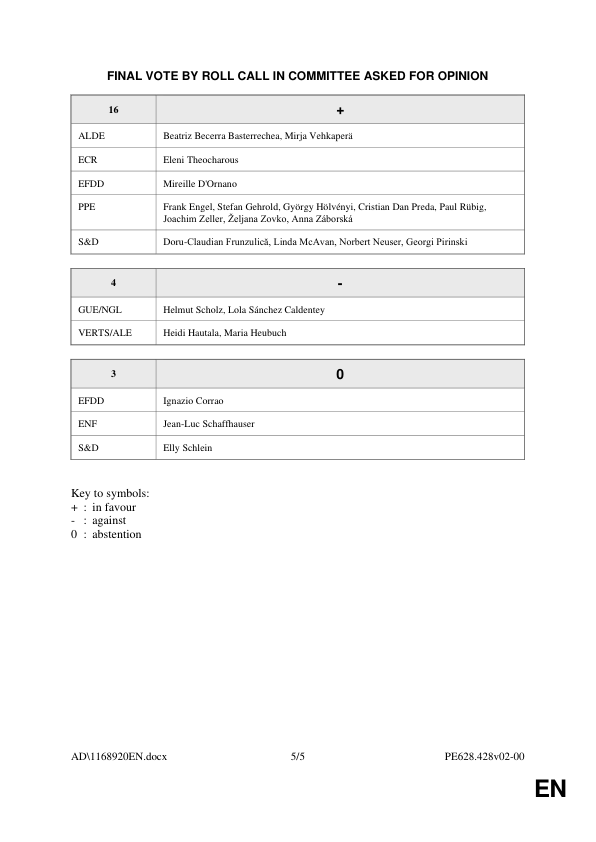 FINAL VOTE BY ROLL CALL IN COMMITTEE ASKED FOR OPINION
16 +
ALDE Beatriz Becerra Basterrechea, Mirja Vehkaperä
ECR Eleni Theocharous
EFDD Mireille D'Ornano
PPE Frank Engel, Stefan Gehrold, György Hölvényi, Cristian Dan Preda, Paul Rübig,
Joachim Zeller, Željana Zovko, Anna Záborská
S&D Doru-Claudian Frunzulică, Linda McAvan, Norbert Neuser, Georgi Pirinski
4 -
GUE/NGL Helmut Scholz, Lola Sánchez Caldentey
VERTS/ALE Heidi Hautala, Maria Heubuch
3 0
EFDD Ignazio Corrao
ENF Jean-Luc Schaffhauser
S&D Elly Schlein
Key to symbols:
+ : in favour
- : against
0 : abstention
AD\1168920EN.docx 5/5 PE628.428v02-00
EN